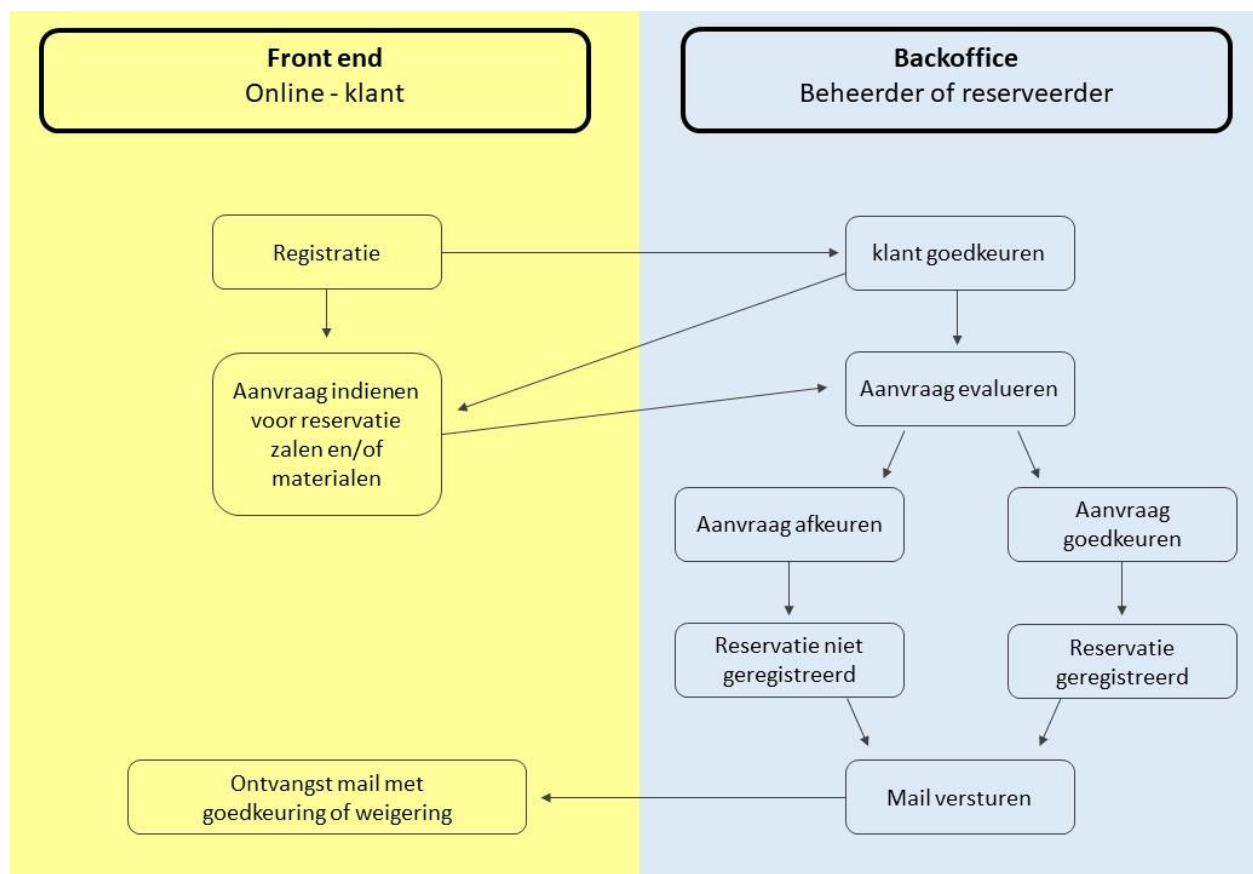 Front end
Online - klant
Backoffice
Beheerder of reserveerder
Registratie
klant goedkeuren
Aanvraag indienen
voor reservatie
zalen en/of
materialen
Aanvraag evalueren
Aanvraag afkeuren
Aanvraag
goedkeuren
Reservatie niet
geregistreerd
Reservatie
geregistreerd
Ontvangst mail met
goedkeuring of weigering
Mail versturen